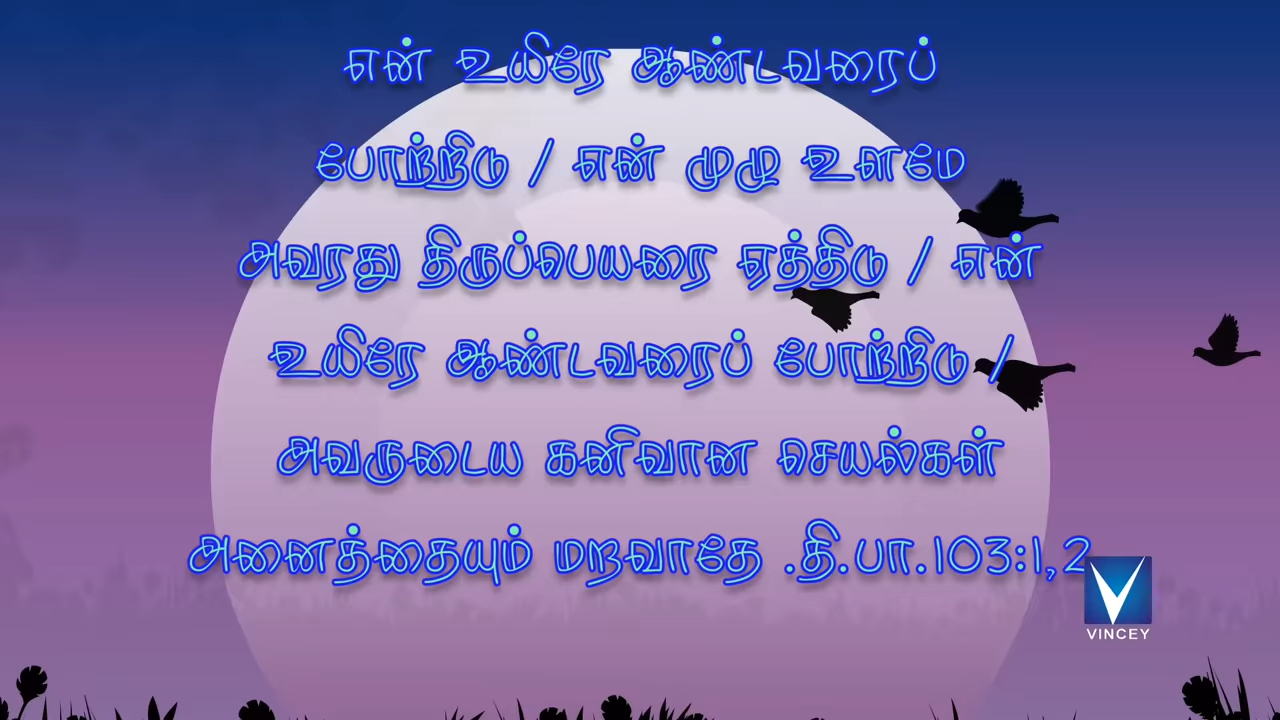 என் உயிரே ஆண்டவரைப்
போற்றிடு / என் முழு உளமே
அவரது திருப்பெயரை ஏத்திடு / என்
உயிரே ஆண்டவரைப் போற்றிடு /
அவருடைய கனிவான செயல்கள்
அனைத்தையும் மறவாதே .தி.பா.103:1,2
VINCEY